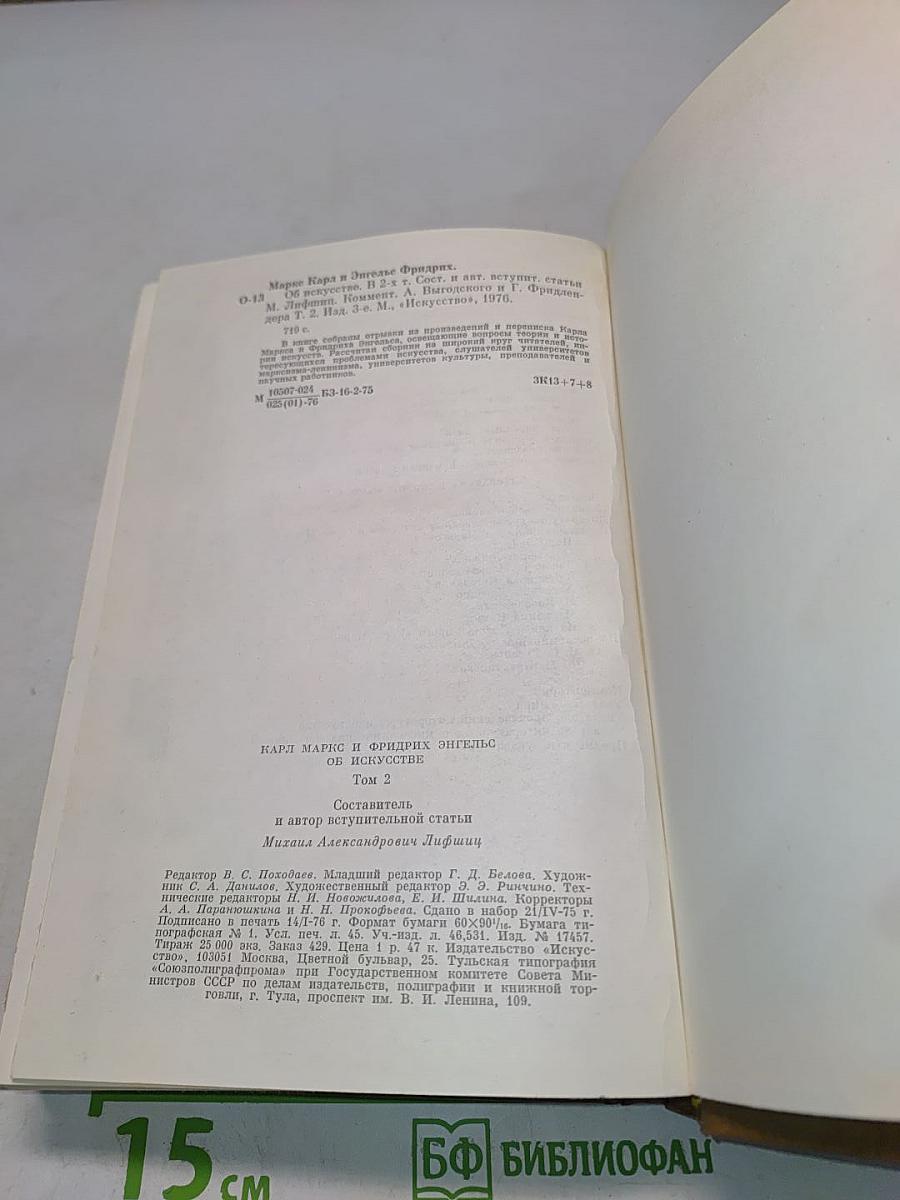 Маркс Карл и Энгельс Фридрих.
О-13 Об искусстве. В 2-х т. Сост. и авт. вступит. статьи
М. Лифшиц. Коммент. А. Выгодского и Г. Фридлен-
дера Т. 2. Изд. 3-е. М., «Искусство», 1976.
719 с.
В книге собраны отрывки из произведений и переписка Карла
Маркса и Фридриха Энгельса, освещающие вопросы теории и исто-
рии искусств. Рассчитан сборник на широкий круг читателей, ин-
тересующихся проблемами искусства, слушателей университетов
марксизма-ленинизма, университетов культуры, преподавателей и
научных работников.
М 10507-024
025(01)-76 БЗ-16-2-75
3К13+7+8
КАРЛ МАРКС И ФРИДРИХ ЭНГЕЛЬС
ОБ ИСКУССТВЕ
Том 2
Составитель
и автор вступительной статьи
Михаил Александрович Лифшиц
Редактор В. С. Походаев. Младший редактор Г. Д. Белова. Худож-
ник С. А. Данилов. Художественный редактор Э. Э. Ринчино. Тех-
нические редакторы Н. И. Новожилова, Е. И. Шилина. Корректоры
А. А. Паранюшкина и Н. Н. Прокофьева. Сдано в набор 21/IV-75 г.
Подписано в печать 14/I-76 г. Формат бумаги 60×90¹/₁₆. Бумага ти-
пографская № 1. Усл. печ. л. 45. Уч.-изд. л. 46,531. Изд. № 17457.
Тираж 25 000 экз. Заказ 429. Цена 1 р. 47 к. Издательство «Искус-
ство», 103051 Москва, Цветной бульвар, 25. Тульская типография
«Союзполиграфпрома» при Государственном комитете Совета Ми-
нистров СССР по делам издательств, полиграфии и книжной тор-
говли, г. Тула, проспект им. В. И. Ленина, 109.
15 см
БФ БИБЛИОФАН